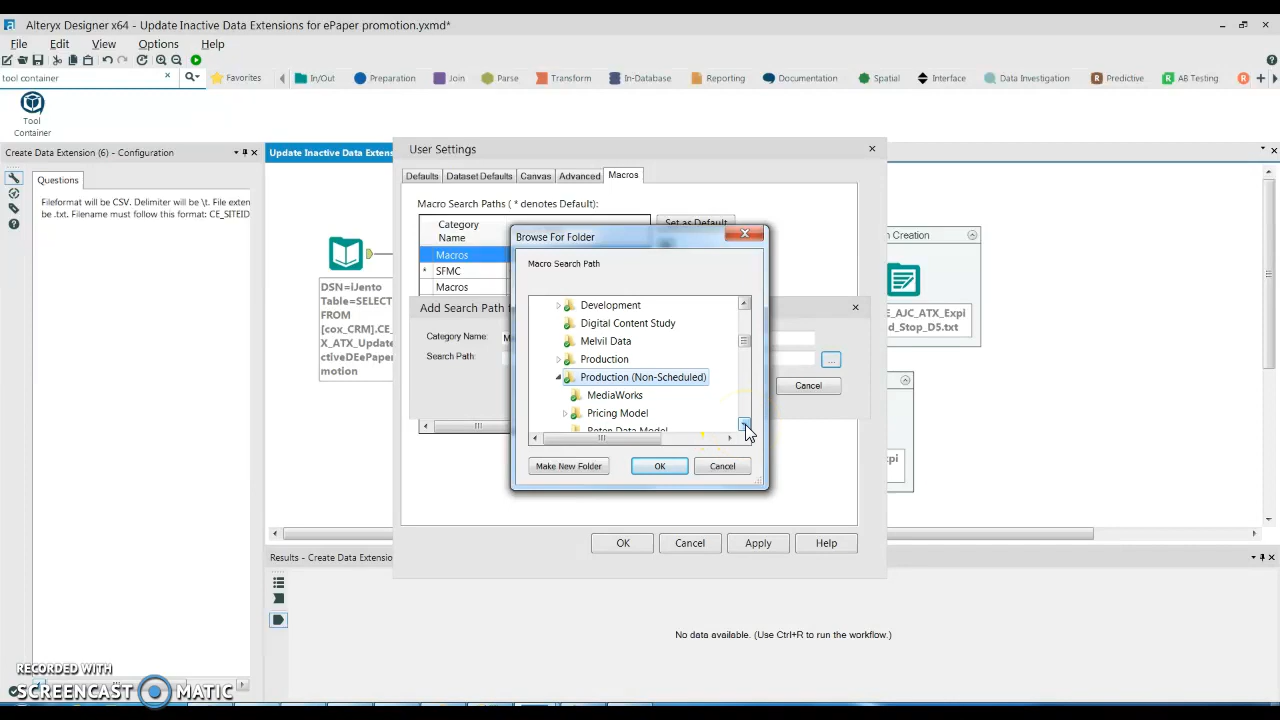 Alteryx Designer x64 - Update Inactive Data Extensions for ePaper promotion.yxmd*
File Edit View Options Help
tool container
Favorites In/Out Preparation Join Parse Transform In-Database Reporting Documentation Spatial Interface Data Investigation Predictive AB Testing
Tool
Container
Create Data Extension (6) - Configuration
Update Inactive Data Extens
Questions
Fileformat will be CSV. Delimiter will be \t. File exten
be .txt. Filename must follow this format: CE_SITEID
DSN=iJento
Table=SELECT
FROM
[cox_CRM].CE
X_ATX_Update
ctiveDEePaper
motion
User Settings
Defaults Dataset Defaults Canvas Advanced Macros
Macro Search Paths ( * denotes Default):
Category
Name
Set as Default
Macros
* SFMC
Macros
Add Search Path
Category Name:
Search Path:
...
Cancel
Browse For Folder
Macro Search Path
Development
Digital Content Study
Melvil Data
Production
Production (Non-Scheduled)
MediaWorks
Pricing Model
Make New Folder OK Cancel
OK Cancel Apply Help
n Creation
E_AJC_ATX_Expi
d_Stop_D5.txt
xpi
Results - Create Data Extensio
No data available. (Use Ctrl+R to run the workflow.)
RECORDED WITH
SCREENCAST MATIC